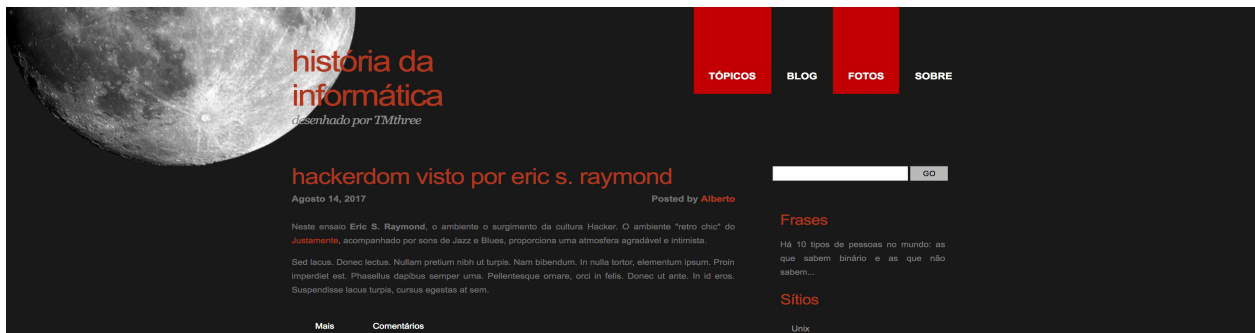 história da
informática
desenhado por TMthree
TÓPICOS BLOG FOTOS SOBRE
hackerdom visto por eric s. raymond
Agosto 14, 2017 Posted by Alberto
Neste ensaio Eric S. Raymond, o ambiente o surgimento da cultura Hacker. O ambiente "retro chic" do
Justamente, acompanhado por sons de Jazz e Blues, proporciona uma atmosfera agradável e intimista.
Sed lacus. Donec lectus. Nullam pretium nibh ut turpis. Nam bibendum. In nulla tortor, elementum ipsum. Proin
imperdiet est. Phasellus dapibus semper urna. Pellentesque ornare, orci in felis. Donec ut ante. In id eros.
Suspendisse lacus turpis, cursus egestas at sem.
Mais Comentários
GO
Frases
Há 10 tipos de pessoas no mundo: as
que sabem binário e as que não
sabem...
Sítios
Unix